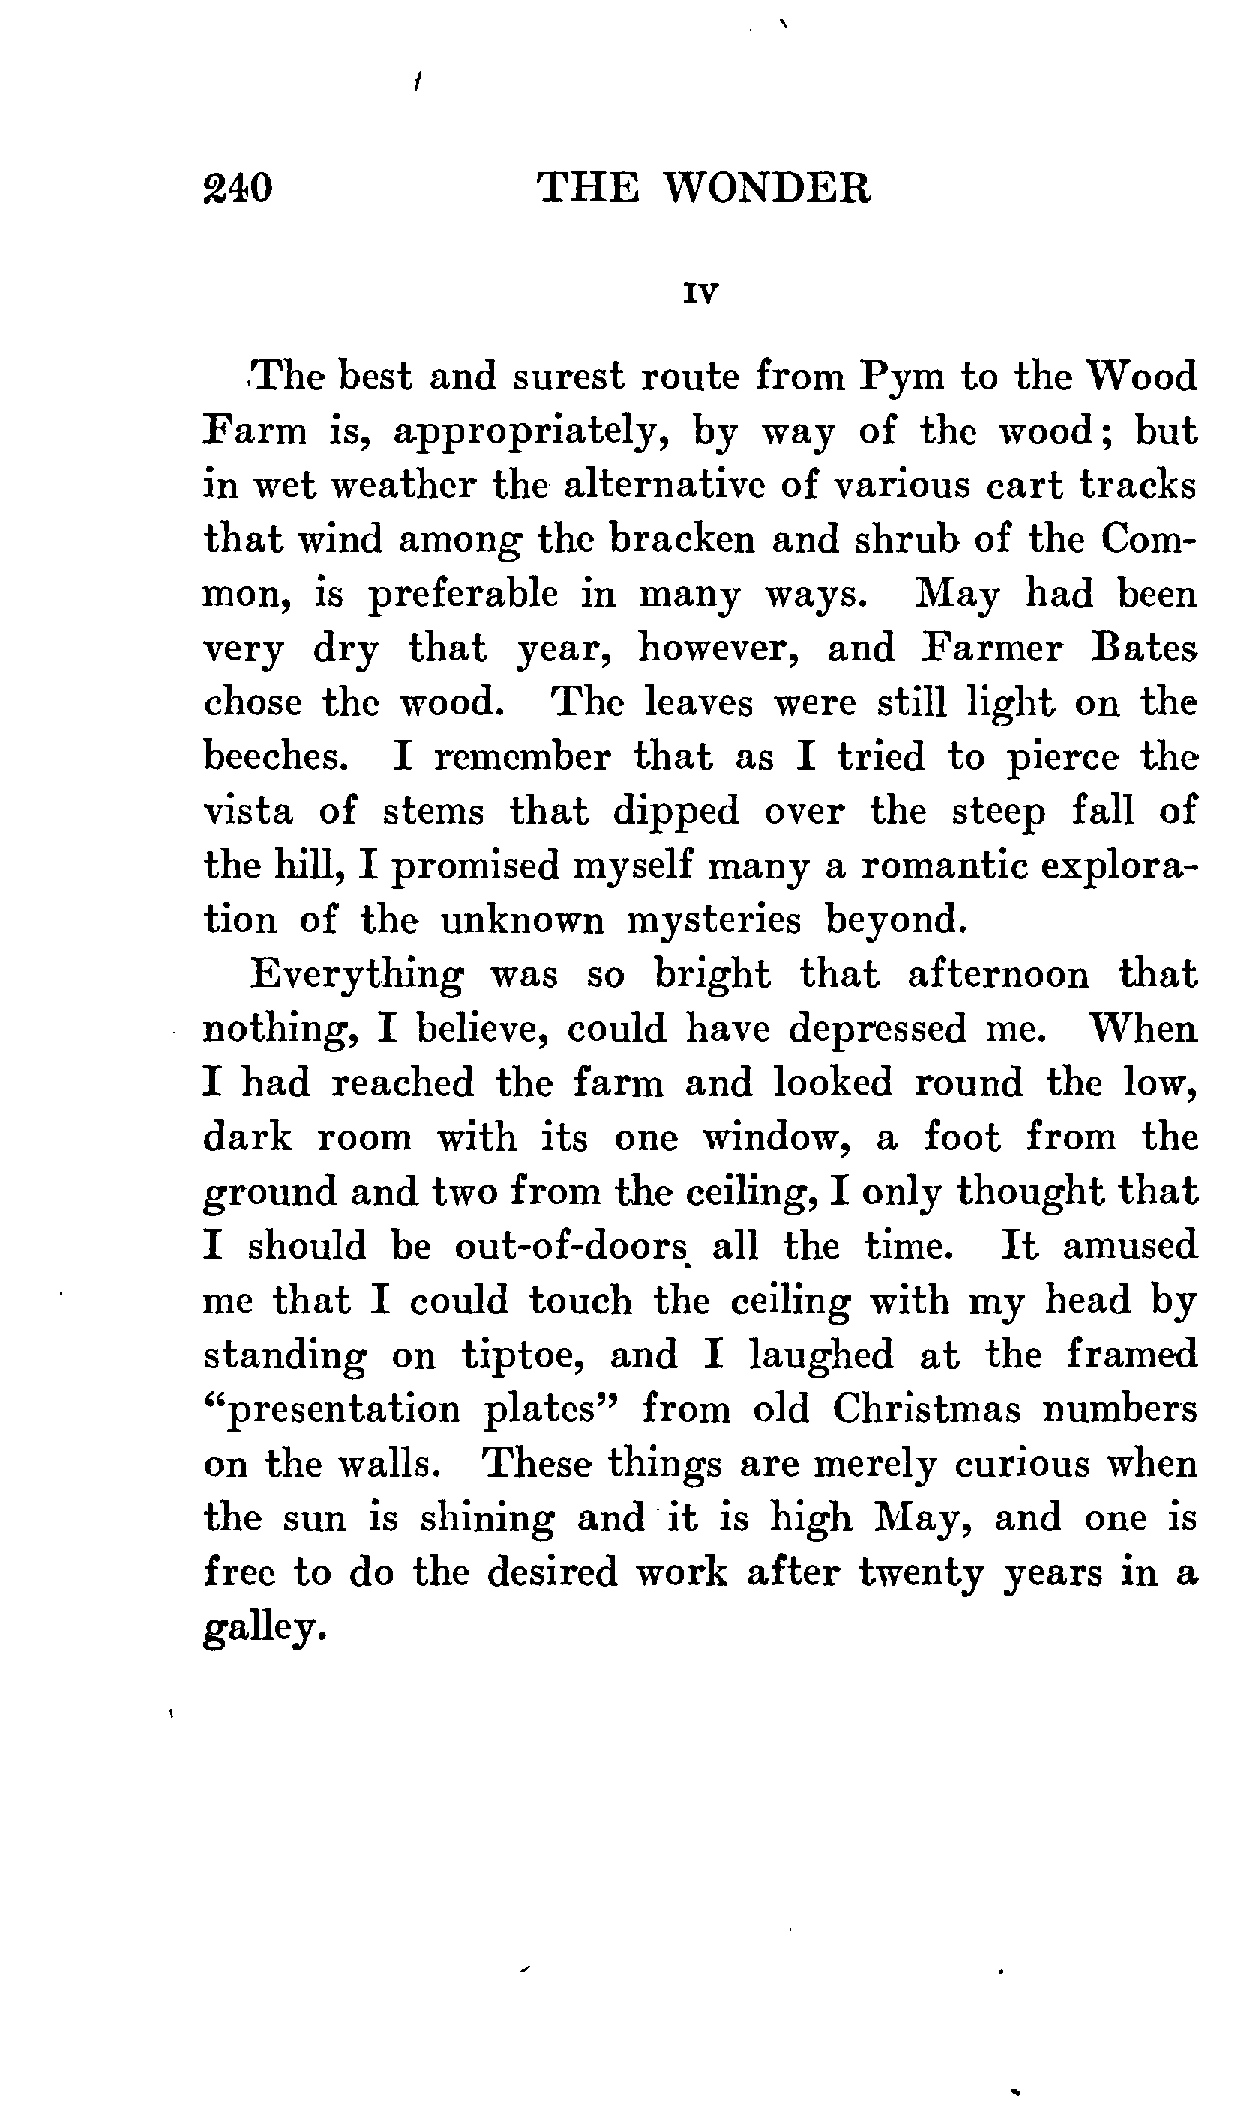 240 THE WONDER
IV
The best and surest route from Pym to the Wood
Farm is, appropriately, by way of the wood; but
in wet weather the alternative of various cart tracks
that wind among the bracken and shrub of the Com-
mon, is preferable in many ways. May had been
very dry that year, however, and Farmer Bates
chose the wood. The leaves were still light on the
beeches. I remember that as I tried to pierce the
vista of stems that dipped over the steep fall of
the hill, I promised myself many a romantic explora-
tion of the unknown mysteries beyond.
Everything was so bright that afternoon that
nothing, I believe, could have depressed me. When
I had reached the farm and looked round the low,
dark room with its one window, a foot from the
ground and two from the ceiling, I only thought that
I should be out-of-doors all the time. It amused
me that I could touch the ceiling with my head by
standing on tiptoe, and I laughed at the framed
“presentation plates” from old Christmas numbers
on the walls. These things are merely curious when
the sun is shining and it is high May, and one is
free to do the desired work after twenty years in a
galley.